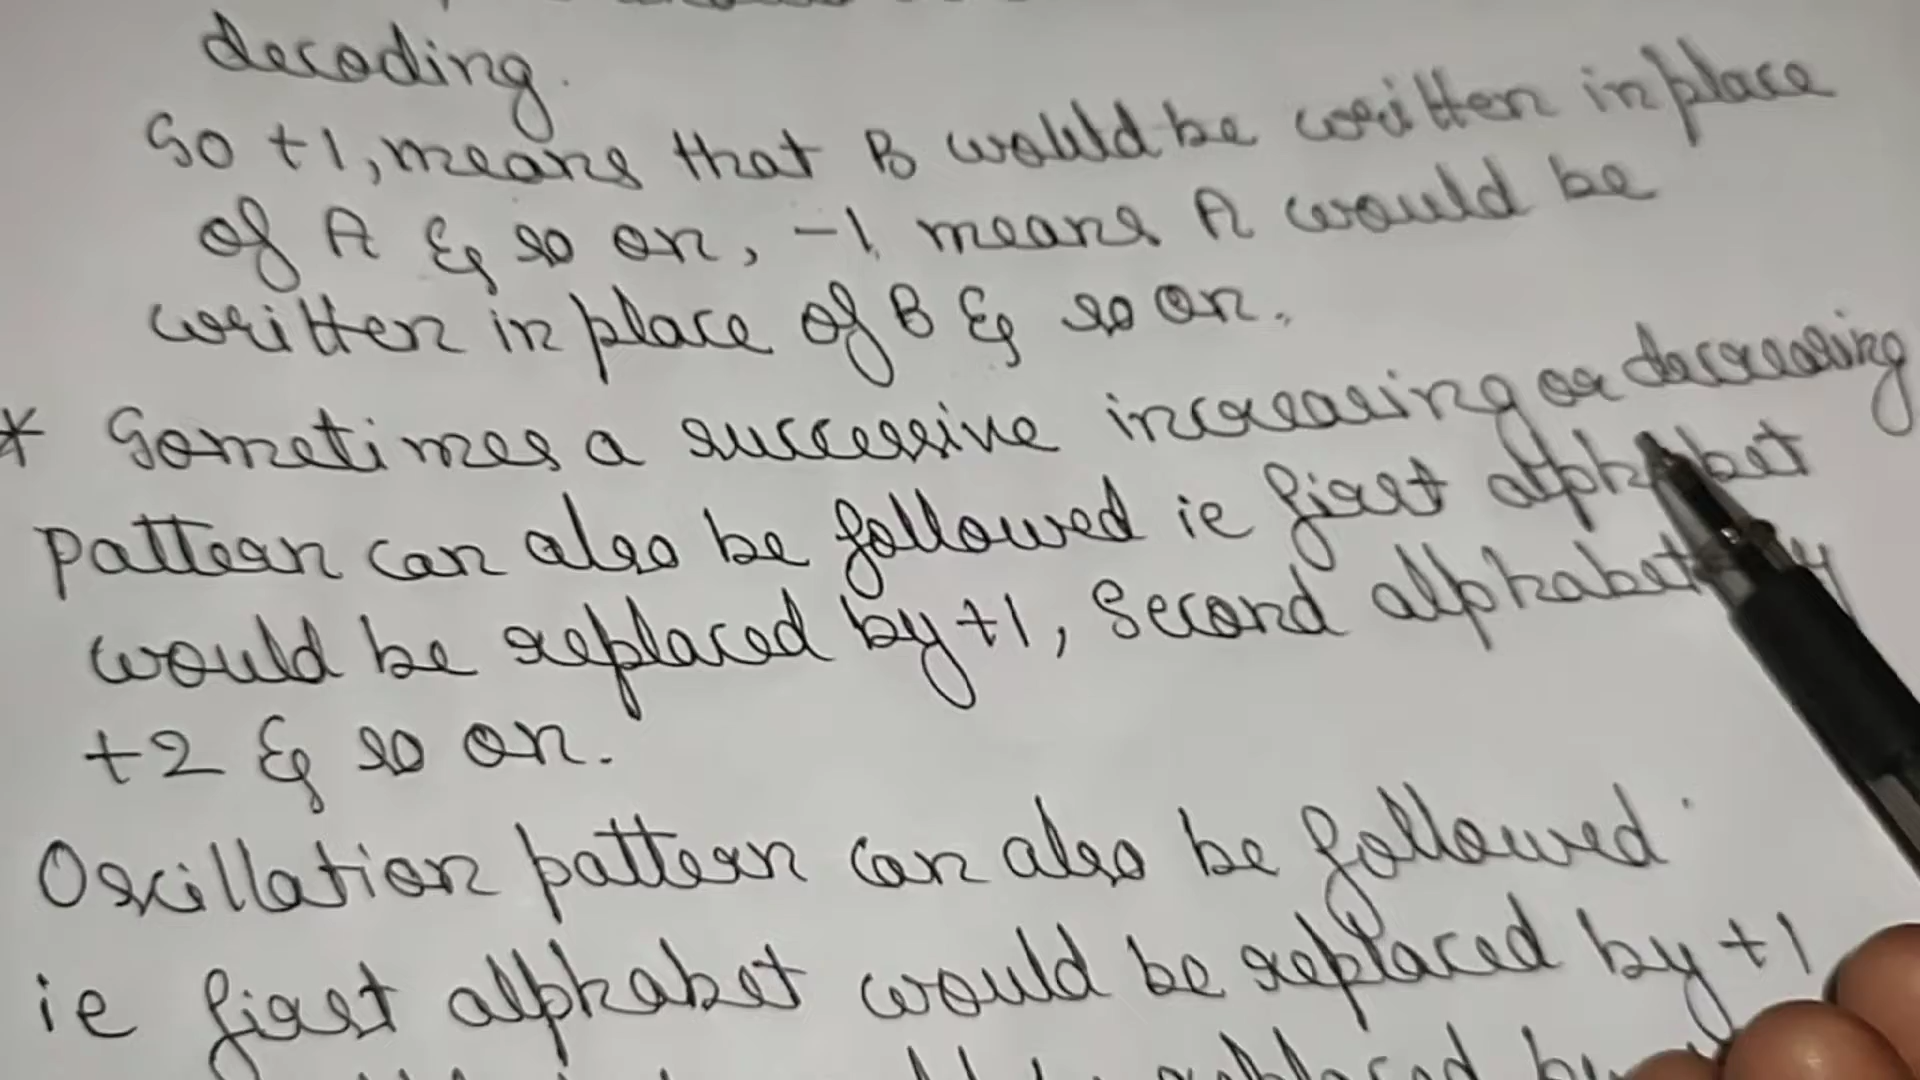 decoding.
So +1, means that B would be written in place
of A & so on, -1 means A would be
written in place of B & so on.
* Sometimes a successive increasing or decreasing
pattern can also be followed ie first alphabet
would be replaced by +1, Second alphabet
+2 & so on.
Oscillation pattern can also be followed
ie first alphabet would be replaced by +1
replaced by